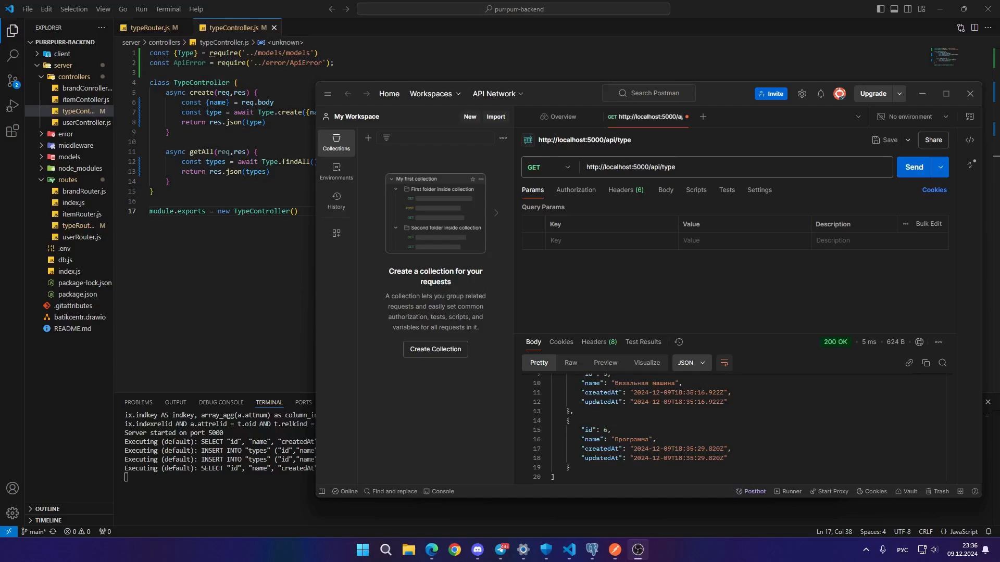 File Edit Selection View Go Run Terminal Help
purrpurr-backend
EXPLORER
typeRouter.js M
typeController.js M
PURRPURR-BACKEND
server > controllers > typeController.js > <unknown>
client
server
controllers
brandConroller...
itemContoller.js
typeCont... M
userController.js
error
middleware
models
node_modules
routes
brandRouter.js
index.js
itemRouter.js
typeRout... M
userRouter.js
.env
db.js
index.js
package-lock.json
package.json
.gitattributes
batikcentr.drawio
README.md
OUTLINE
TIMELINE
2
1 const {Type} = require('../models/models')
2 const ApiError = require('../error/ApiError');
3
4 class TypeController {
5 async create(req,res) {
6 const {name} = req.body
7 const type = await Type.create({na
8 return res.json(type)
9 }
10
11 async getAll(req,res) {
12 const types = await Type.findAll()
13 return res.json(types)
14 }
15 }
16
17 module.exports = new TypeController()
PROBLEMS OUTPUT DEBUG CONSOLE TERMINAL PORTS
ix.indkey AS indkey, array_agg(a.attnum) as column_in
ix.indexrelid AND a.attrelid = t.oid AND t.relkind =
Server started on port 5000
Executing (default): SELECT "id", "name", "createdAt"
Executing (default): INSERT INTO "types" ("id","name"
Executing (default): INSERT INTO "types" ("id","name"
Executing (default): SELECT "id", "name", "createdAt"
Home Workspaces API Network
Search Postman
Invite
Upgrade
My Workspace
New Import
Overview
GET http://localhost:5000/ap
No environment
Collections
Environments
History
My first collection
First folder inside collection
GET
POST
GET
Second folder inside collection
GET
GET
Create a collection for your
requests
A collection lets you group related
requests and easily set common
authorization, tests, scripts, and
variables for all requests in it.
Create Collection
HTTP http://localhost:5000/api/type
Save Share
GET http://localhost:5000/api/type
Send
Params Authorization Headers (6) Body Scripts Tests Settings Cookies
Query Params
Key Value Description Bulk Edit
Key Value Description
Body Cookies Headers (8) Test Results
200 OK • 5 ms • 624 B
Pretty Raw Preview Visualize JSON
9 "id": 5,
10 "name": "Вязальная машина",
11 "createdAt": "2024-12-09T18:35:16.922Z",
12 "updatedAt": "2024-12-09T18:35:16.922Z"
13 },
14 {
15 "id": 6,
16 "name": "Программа",
17 "createdAt": "2024-12-09T18:35:29.820Z",
18 "updatedAt": "2024-12-09T18:35:29.820Z"
19 }
20 ]
Online Find and replace Console
Postbot Runner Start Proxy Cookies Vault Trash
main* 0 0 0
Ln 17, Col 38 Spaces: 4 UTF-8 CRLF {} JavaScript
435
РУС
23:36
09.12.2024